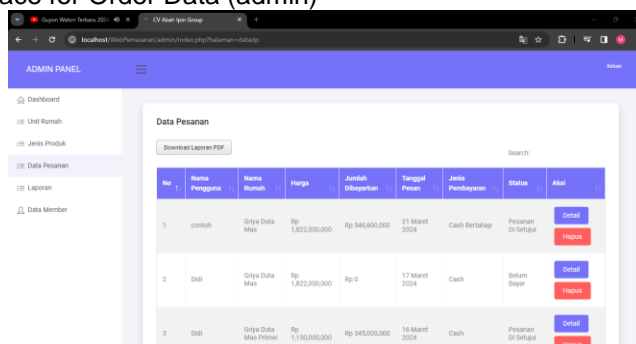 ace for Order Data (admin)
Guyon Waton Terbaru 202
CV Abah Ipin Group
localhost/WebPemasaran/admin/index.php?halaman=datadp
ADMIN PANEL
Keluar
Dashboard
Unit Rumah
Jenis Produk
Data Pesanan
Laporan
Data Member
Data Pesanan
Download Laporan PDF
Search:
No Nama Pengguna Nama Rumah Harga Jumlah Dibayarkan Tanggal Pesan Jenis Pembayaran Status Aksi
1 contoh Griya Duta Mas Rp 1,822,000,000 Rp 546,600,000 21 Maret 2024 Cash Bertahap Pesanan Di Setujui Detail Hapus
2 Didi Griya Duta Mas Rp 1,822,000,000 Rp 0 17 Maret 2024 Cash Belum Bayar Detail Hapus
3 Didi Griya Duta Mas Primer Rp 1,150,000,000 Rp 345,000,000 16 Maret 2024 Cash Pesanan Di Setujui Detail Hapus